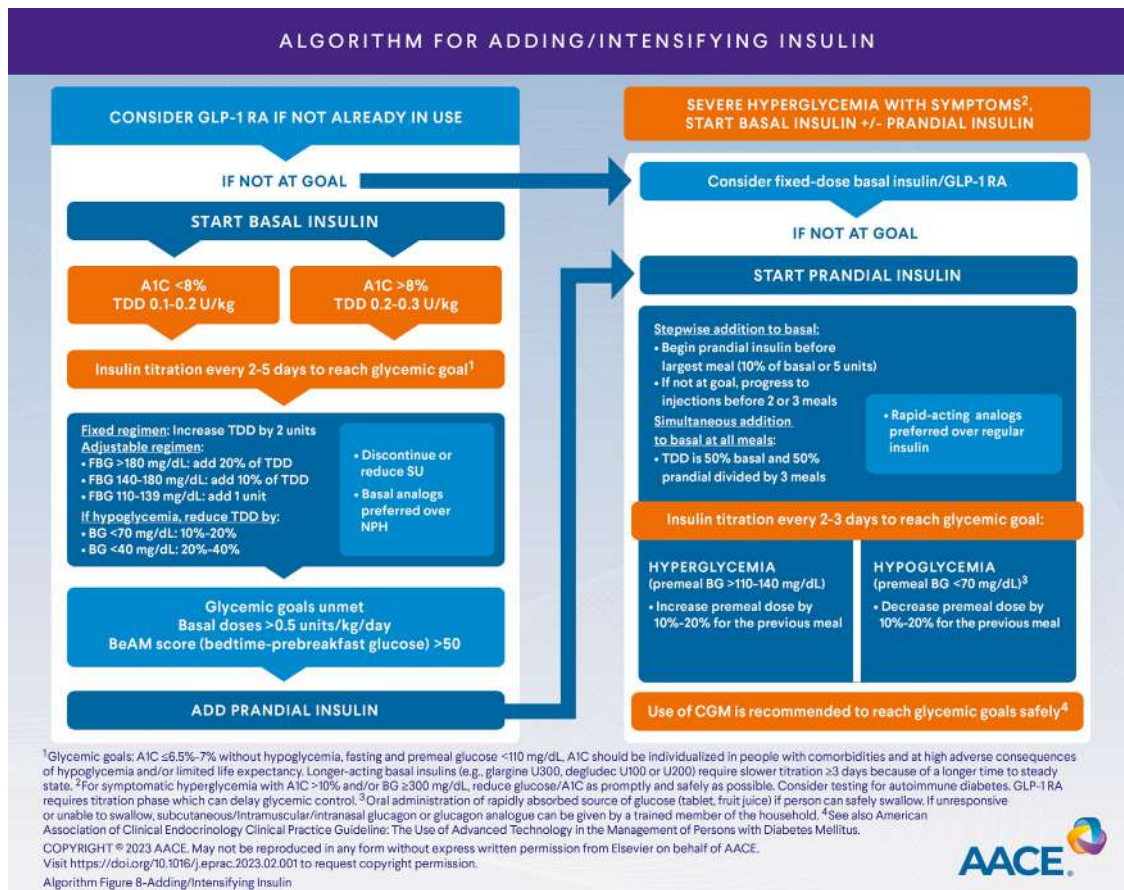 ALGORITHM FOR ADDING/INTENSIFYING INSULIN
CONSIDER GLP-1 RA IF NOT ALREADY IN USE
IF NOT AT GOAL
START BASAL INSULIN
A1C <8%
TDD 0.1-0.2 U/kg
A1C >8%
TDD 0.2-0.3 U/kg
Insulin titration every 2-5 days to reach glycemic goal¹
Fixed regimen: Increase TDD by 2 units
Adjustable regimen:
• FBG >180 mg/dL: add 20% of TDD
• FBG 140-180 mg/dL: add 10% of TDD
• FBG 110-139 mg/dL: add 1 unit
If hypoglycemia, reduce TDD by:
• BG <70 mg/dL: 10%-20%
• BG <40 mg/dL: 20%-40%
• Discontinue or
reduce SU
• Basal analogs
preferred over
NPH
Glycemic goals unmet
Basal doses >0.5 units/kg/day
BeAM score (bedtime-prebreakfast glucose) >50
ADD PRANDIAL INSULIN
SEVERE HYPERGLYCEMIA WITH SYMPTOMS²,
START BASAL INSULIN +/- PRANDIAL INSULIN
Consider fixed-dose basal insulin/GLP-1 RA
IF NOT AT GOAL
START PRANDIAL INSULIN
Stepwise addition to basal:
• Begin prandial insulin before
largest meal (10% of basal or 5 units)
• If not at goal, progress to
injections before 2 or 3 meals
Simultaneous addition
to basal at all meals:
• TDD is 50% basal and 50%
prandial divided by 3 meals
• Rapid-acting analogs
preferred over regular
insulin
Insulin titration every 2-3 days to reach glycemic goal:
HYPERGLYCEMIA
(premeal BG >110-140 mg/dL)
• Increase premeal dose by
10%-20% for the previous meal
HYPOGLYCEMIA
(premeal BG <70 mg/dL)³
• Decrease premeal dose by
10%-20% for the previous meal
Use of CGM is recommended to reach glycemic goals safely⁴
¹Glycemic goals: A1C ≤6.5%-7% without hypoglycemia, fasting and premeal glucose <110 mg/dL, A1C should be individualized in people with comorbidities and at high adverse consequences
of hypoglycemia and/or limited life expectancy. Longer-acting basal insulins (e.g., glargine U300, degludec U100 or U200) require slower titration ≥3 days because of a longer time to steady
state. ²For symptomatic hyperglycemia with A1C >10% and/or BG ≥300 mg/dL, reduce glucose/A1C as promptly and safely as possible. Consider testing for autoimmune diabetes. GLP-1 RA
requires titration phase which can delay glycemic control. ³Oral administration of rapidly absorbed source of glucose (tablet, fruit juice) if person can safely swallow. If unresponsive
or unable to swallow, subcutaneous/Intramuscular/intranasal glucagon or glucagon analogue can be given by a trained member of the household. ⁴See also American
Association of Clinical Endocrinology Clinical Practice Guideline: The Use of Advanced Technology in the Management of Persons with Diabetes Mellitus.
COPYRIGHT © 2023 AACE. May not be reproduced in any form without express written permission from Elsevier on behalf of AACE.
Visit https://doi.org/10.1016/j.eprac.2023.02.001 to request copyright permission.
Algorithm Figure 8-Adding/Intensifying Insulin
AACE.